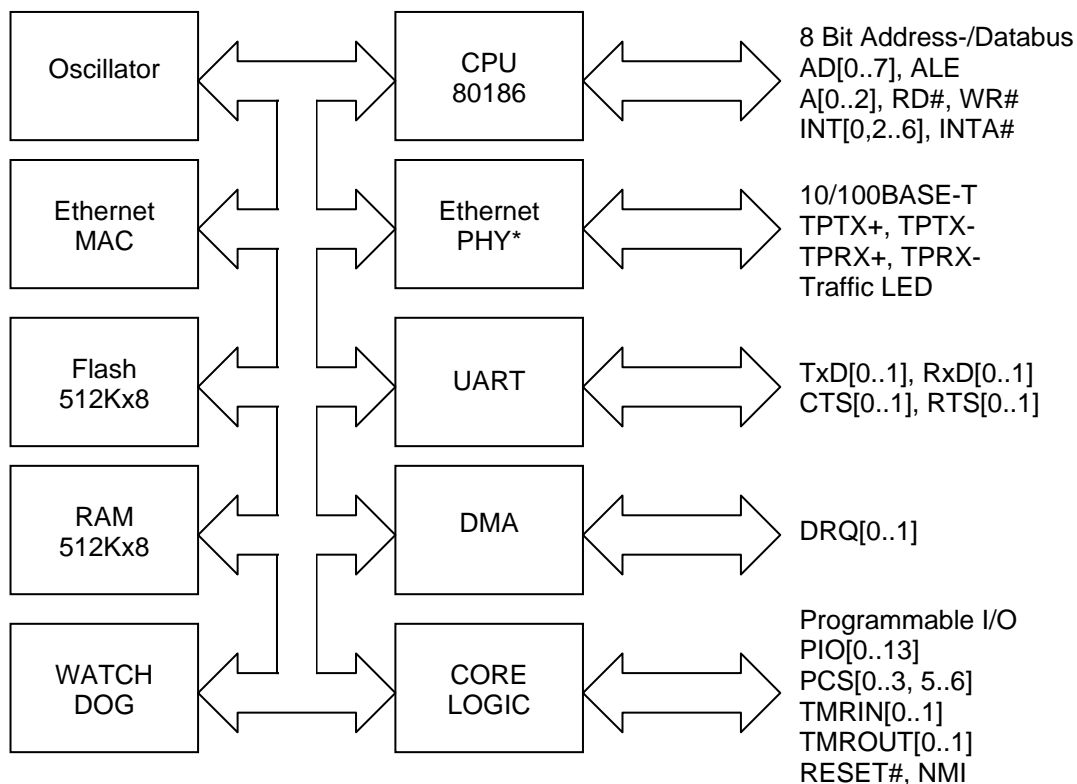 Oscillator
CPU
80186
8 Bit Address-/Databus
AD[0..7], ALE
A[0..2], RD#, WR#
INT[0,2..6], INTA#
Ethernet
MAC
Ethernet
PHY*
10/100BASE-T
TPTX+, TPTX-
TPRX+, TPRX-
Traffic LED
Flash
512Kx8
UART
TxD[0..1], RxD[0..1]
CTS[0..1], RTS[0..1]
RAM
512Kx8
DMA
DRQ[0..1]
WATCH
DOG
CORE
LOGIC
Programmable I/O
PIO[0..13]
PCS[0..3, 5..6]
TMRIN[0..1]
TMROUT[0..1]
RESET#, NMI